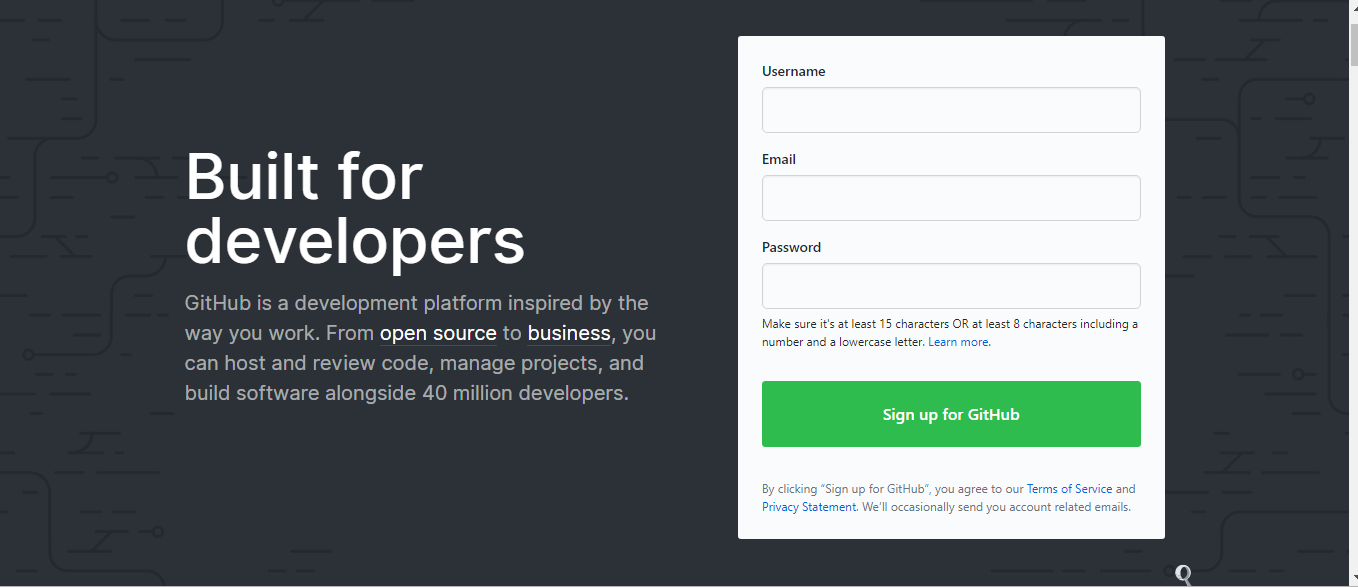 Built for
developers
GitHub is a development platform inspired by the
way you work. From open source to business, you
can host and review code, manage projects, and
build software alongside 40 million developers.
Username
Email
Password
Make sure it's at least 15 characters OR at least 8 characters including a
number and a lowercase letter. Learn more.
Sign up for GitHub
By clicking “Sign up for GitHub”, you agree to our Terms of Service and
Privacy Statement. We’ll occasionally send you account related emails.